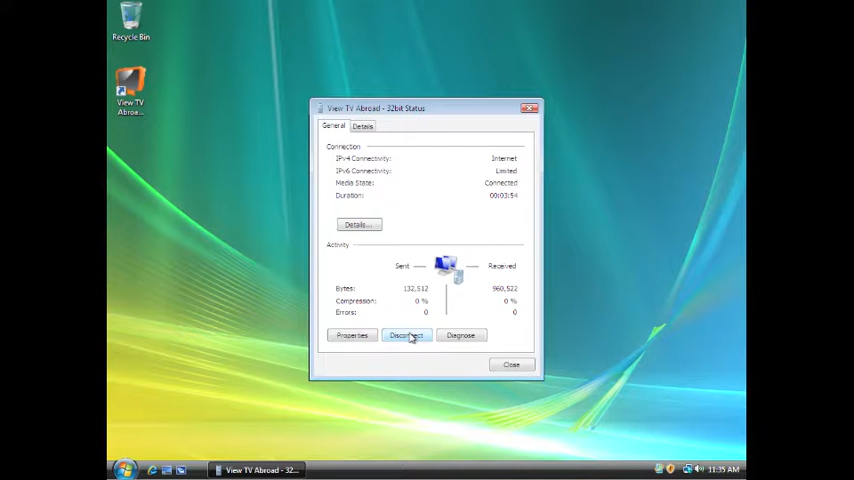 Recycle Bin
View TV
Abroa...
View TV Abroad - 32bit Status
General
Details
Connection
IPv4 Connectivity:
Internet
IPv6 Connectivity:
Limited
Media State:
Connected
Duration:
00:03:54
Details...
Activity
Sent
Received
Bytes:
132,512
960,522
Compression:
0 %
0 %
Errors:
0
0
Properties
Disconnect
Diagnose
Close
View TV Abroad - 32...
11:35 AM